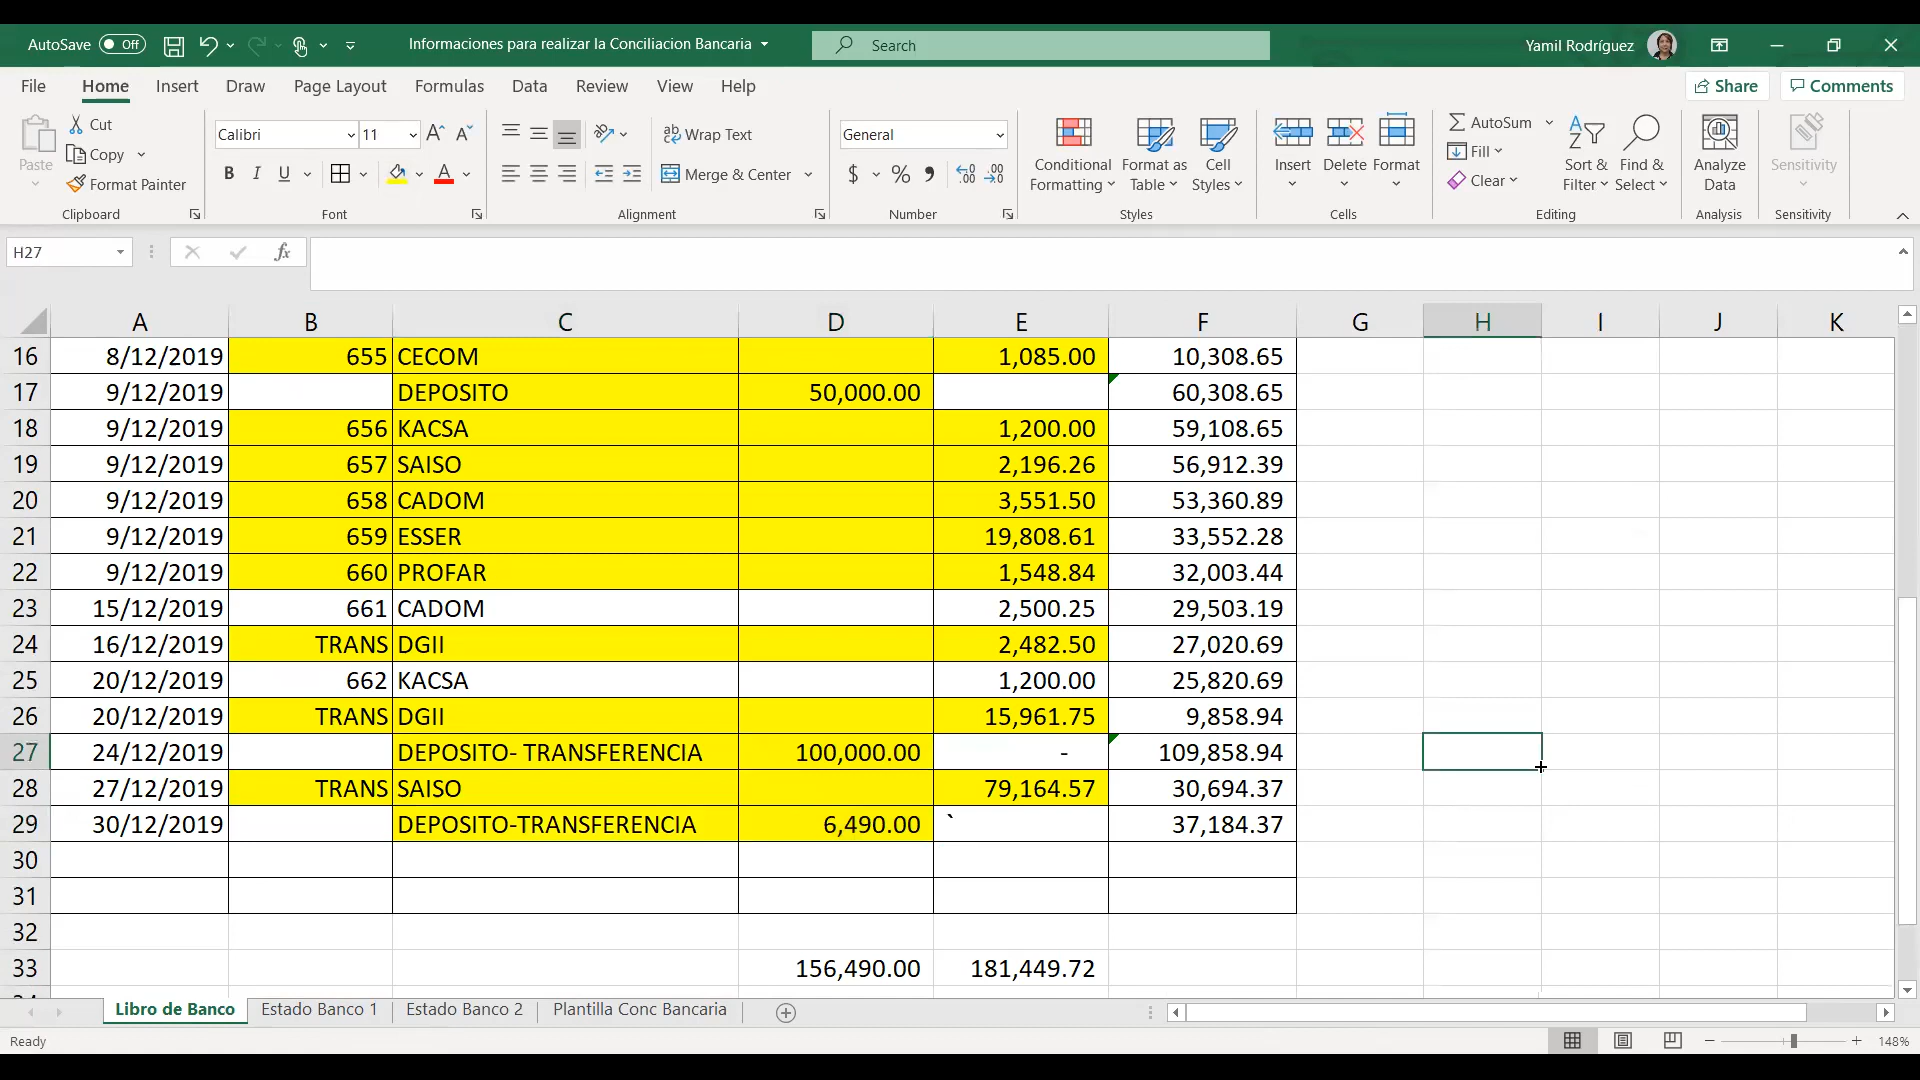 AutoSave Off Informaciones para realizar la Conciliacion Bancaria Search Yamil Rodríguez
File Home Insert Draw Page Layout Formulas Data Review View Help Share Comments
Paste Cut Copy Format Painter Clipboard
Calibri 11 A A B I U A Font
ab Wrap Text Merge & Center Alignment
General $ % , Number
Conditional Formatting Format as Table Cell Styles Styles
Insert Delete Format Cells
AutoSum Fill Clear Sort & Filter Find & Select Editing
Analyze Data Analysis
Sensitivity Sensitivity
H27 fx
A B C D E F G H I J K
16 8/12/2019 655 CECOM 1,085.00 10,308.65
17 9/12/2019 DEPOSITO 50,000.00 60,308.65
18 9/12/2019 656 KACSA 1,200.00 59,108.65
19 9/12/2019 657 SAISO 2,196.26 56,912.39
20 9/12/2019 658 CADOM 3,551.50 53,360.89
21 9/12/2019 659 ESSER 19,808.61 33,552.28
22 9/12/2019 660 PROFAR 1,548.84 32,003.44
23 15/12/2019 661 CADOM 2,500.25 29,503.19
24 16/12/2019 TRANS DGII 2,482.50 27,020.69
25 20/12/2019 662 KACSA 1,200.00 25,820.69
26 20/12/2019 TRANS DGII 15,961.75 9,858.94
27 24/12/2019 DEPOSITO- TRANSFERENCIA 100,000.00 - 109,858.94
28 27/12/2019 TRANS SAISO 79,164.57 30,694.37
29 30/12/2019 DEPOSITO-TRANSFERENCIA 6,490.00 ` 37,184.37
30
31
32
33 156,490.00 181,449.72
Libro de Banco Estado Banco 1 Estado Banco 2 Plantilla Conc Bancaria
Ready 148%